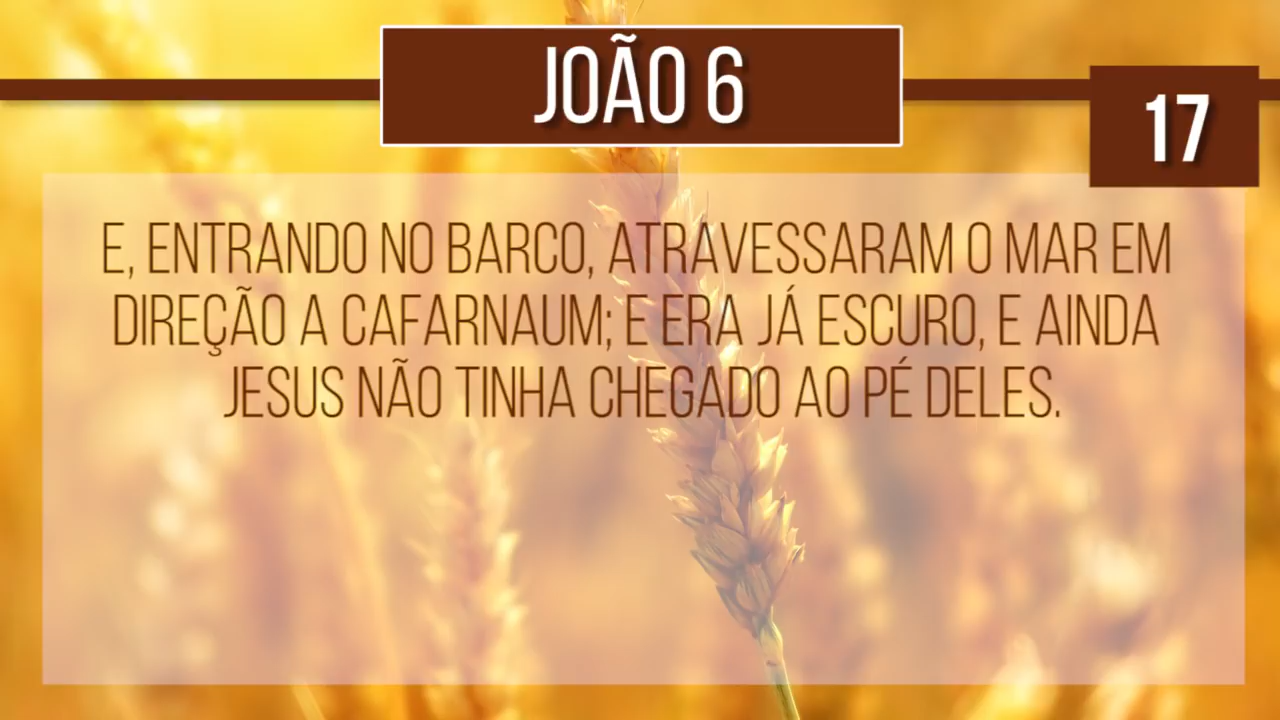 JOÃO 6
17
E, ENTRANDO NO BARCO, ATRAVESSARAM O MAR EM
DIREÇÃO A CAFARNAUM; E ERA JÁ ESCURO, E AINDA
JESUS NÃO TINHA CHEGADO AO PÉ DELES.